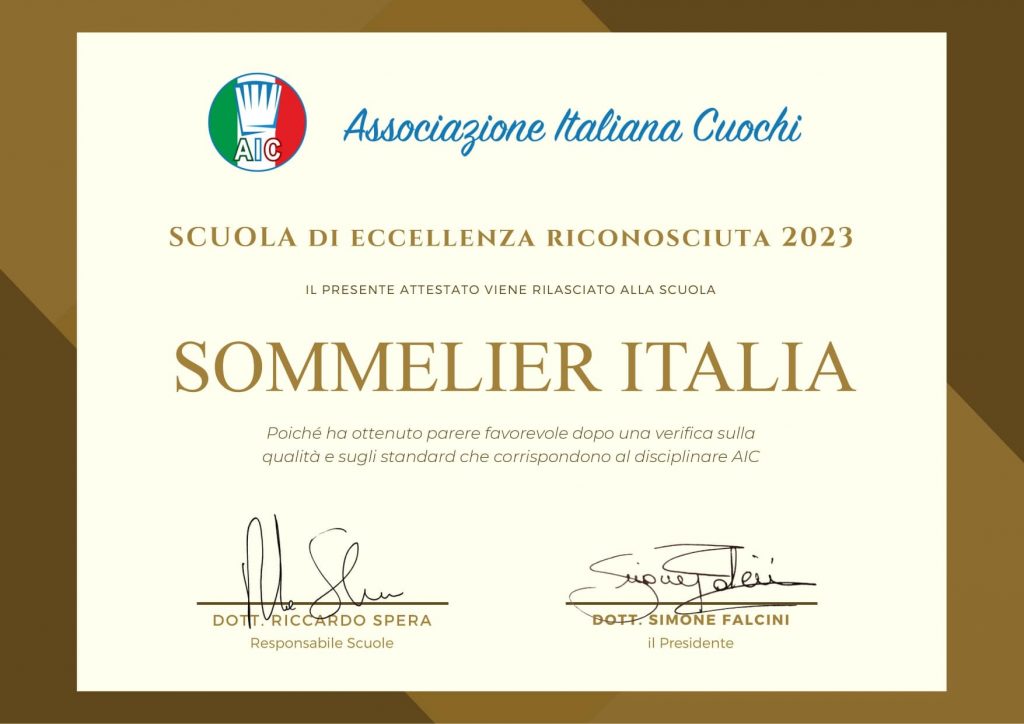 AIC
Associazione Italiana Cuochi
SCUOLA DI ECCELLENZA RICONOSCIUTA 2023
IL PRESENTE ATTESTATO VIENE RILASCIATO ALLA SCUOLA
SOMMELIER ITALIA
Poiché ha ottenuto parere favorevole dopo una verifica sulla
qualità e sugli standard che corrispondono al disciplinare AIC
Simone Falcini
DOTT. RICCARDO SPERA
DOTT. SIMONE FALCINI
Responsabile Scuole
il Presidente